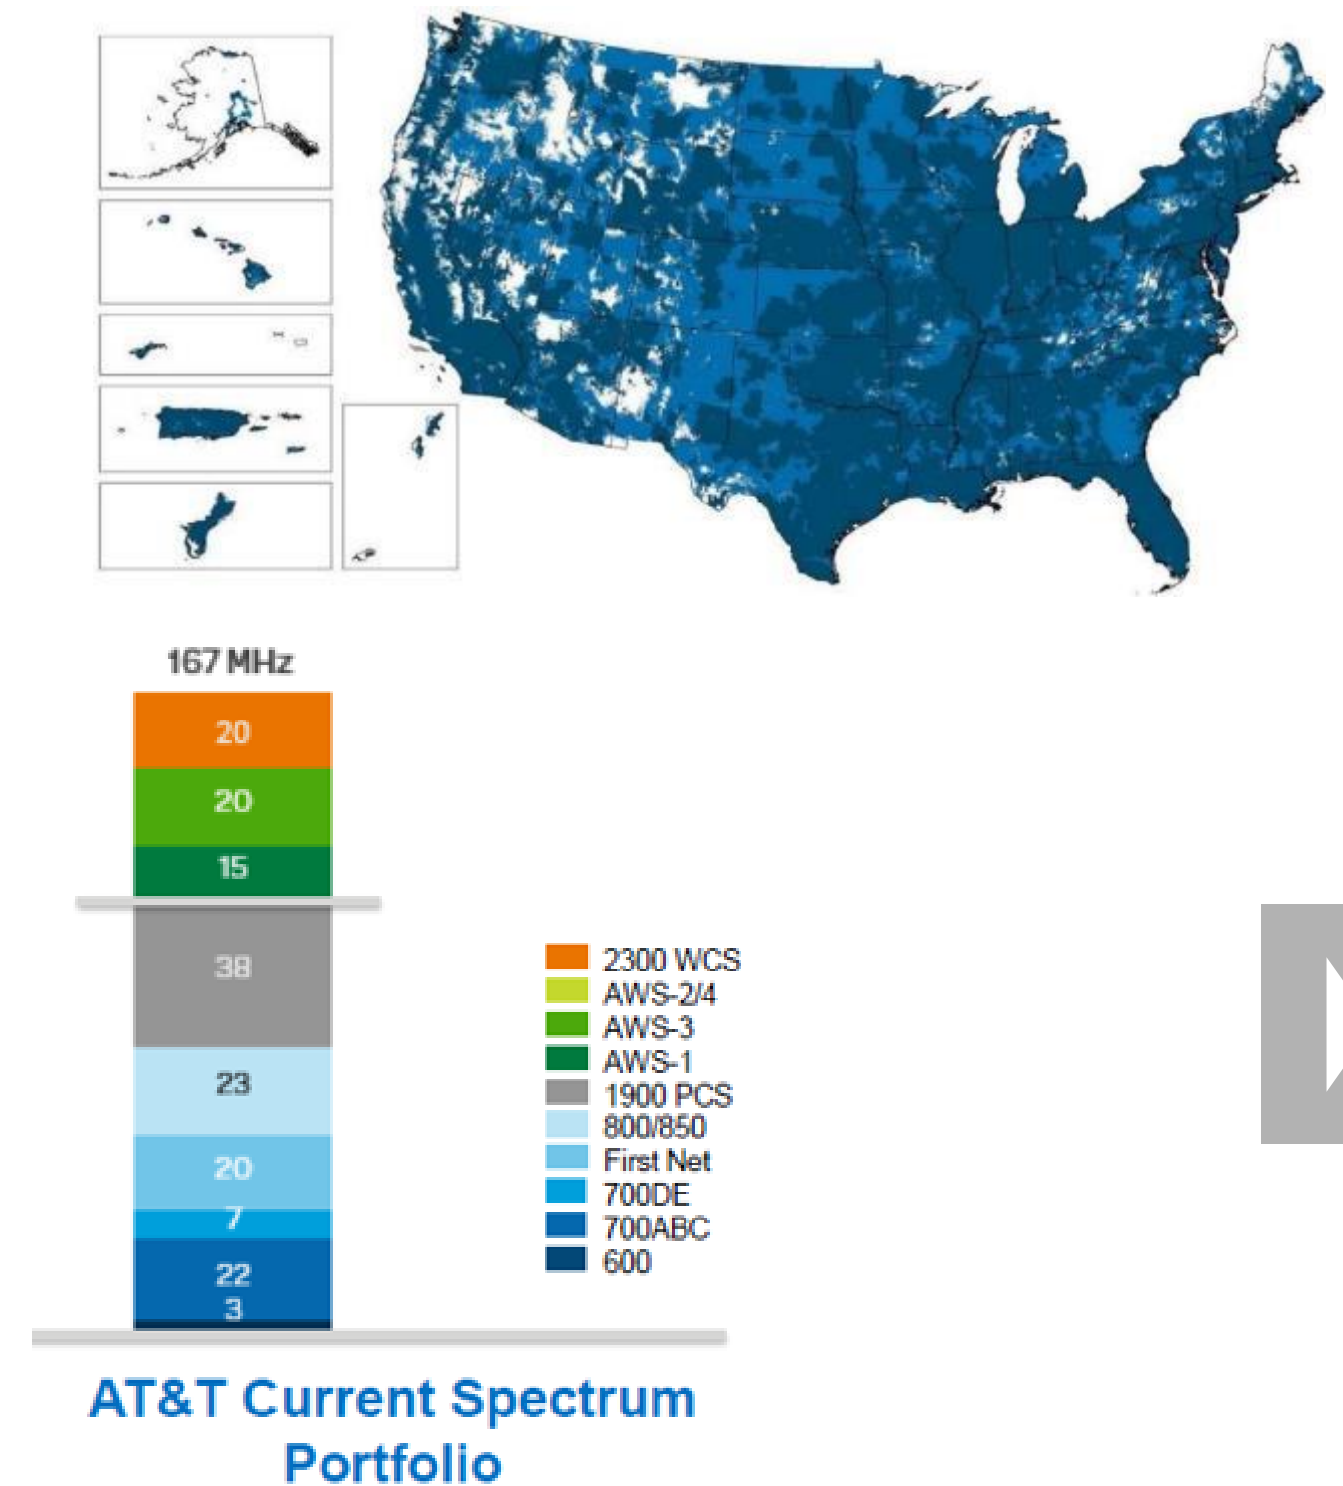 167 MHz
20
20
15
38
23
20
7
22
3
2300 WCS
AWS-2/4
AWS-3
AWS-1
1900 PCS
800/850
First Net
700DE
700ABC
600
AT&T Current Spectrum
Portfolio